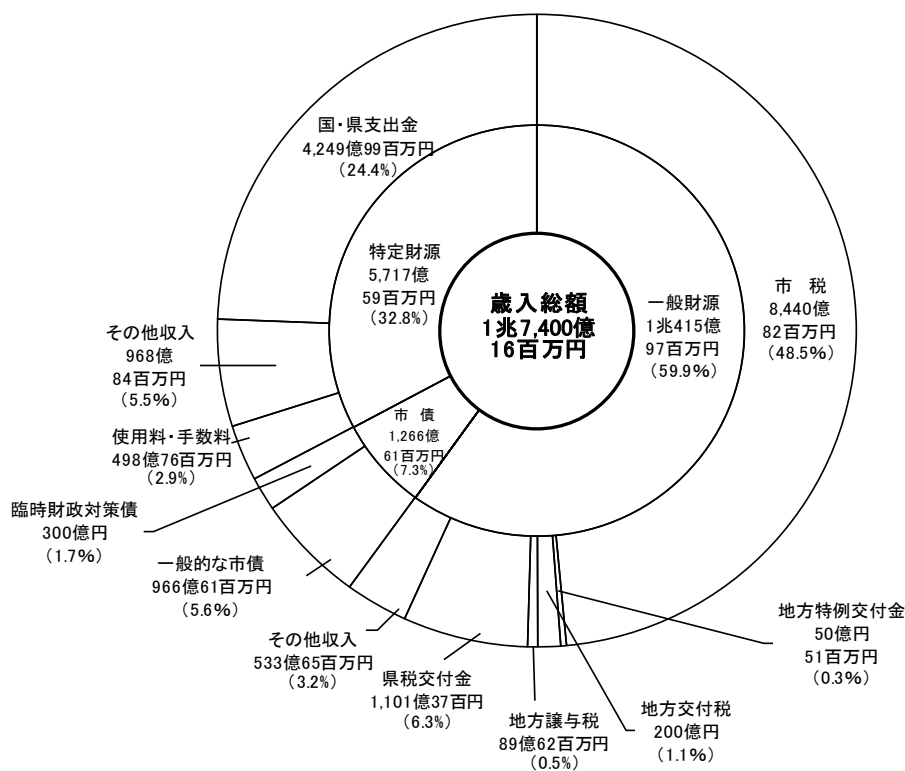 国・県支出金
4,249億99百万円
(24.4%)
特定財源
5,717億
59百万円
(32.8%)
歳入総額
1兆7,400億
16百万円
一般財源
1兆415億
97百万円
(59.9%)
市　税
8,440億
82百万円
(48.5%)
その他収入
968億
84百万円
(5.5%)
市　債
1,266億
61百万円
(7.3%)
使用料・手数料
498億76百万円
(2.9%)
臨時財政対策債
300億円
(1.7%)
一般的な市債
966億61百万円
(5.6%)
その他収入
533億65百万円
(3.2%)
県税交付金
1,101億37百万円
(6.3%)
地方譲与税
89億62百万円
(0.5%)
地方交付税
200億円
(1.1%)
地方特例交付金
50億円
51百万円
(0.3%)